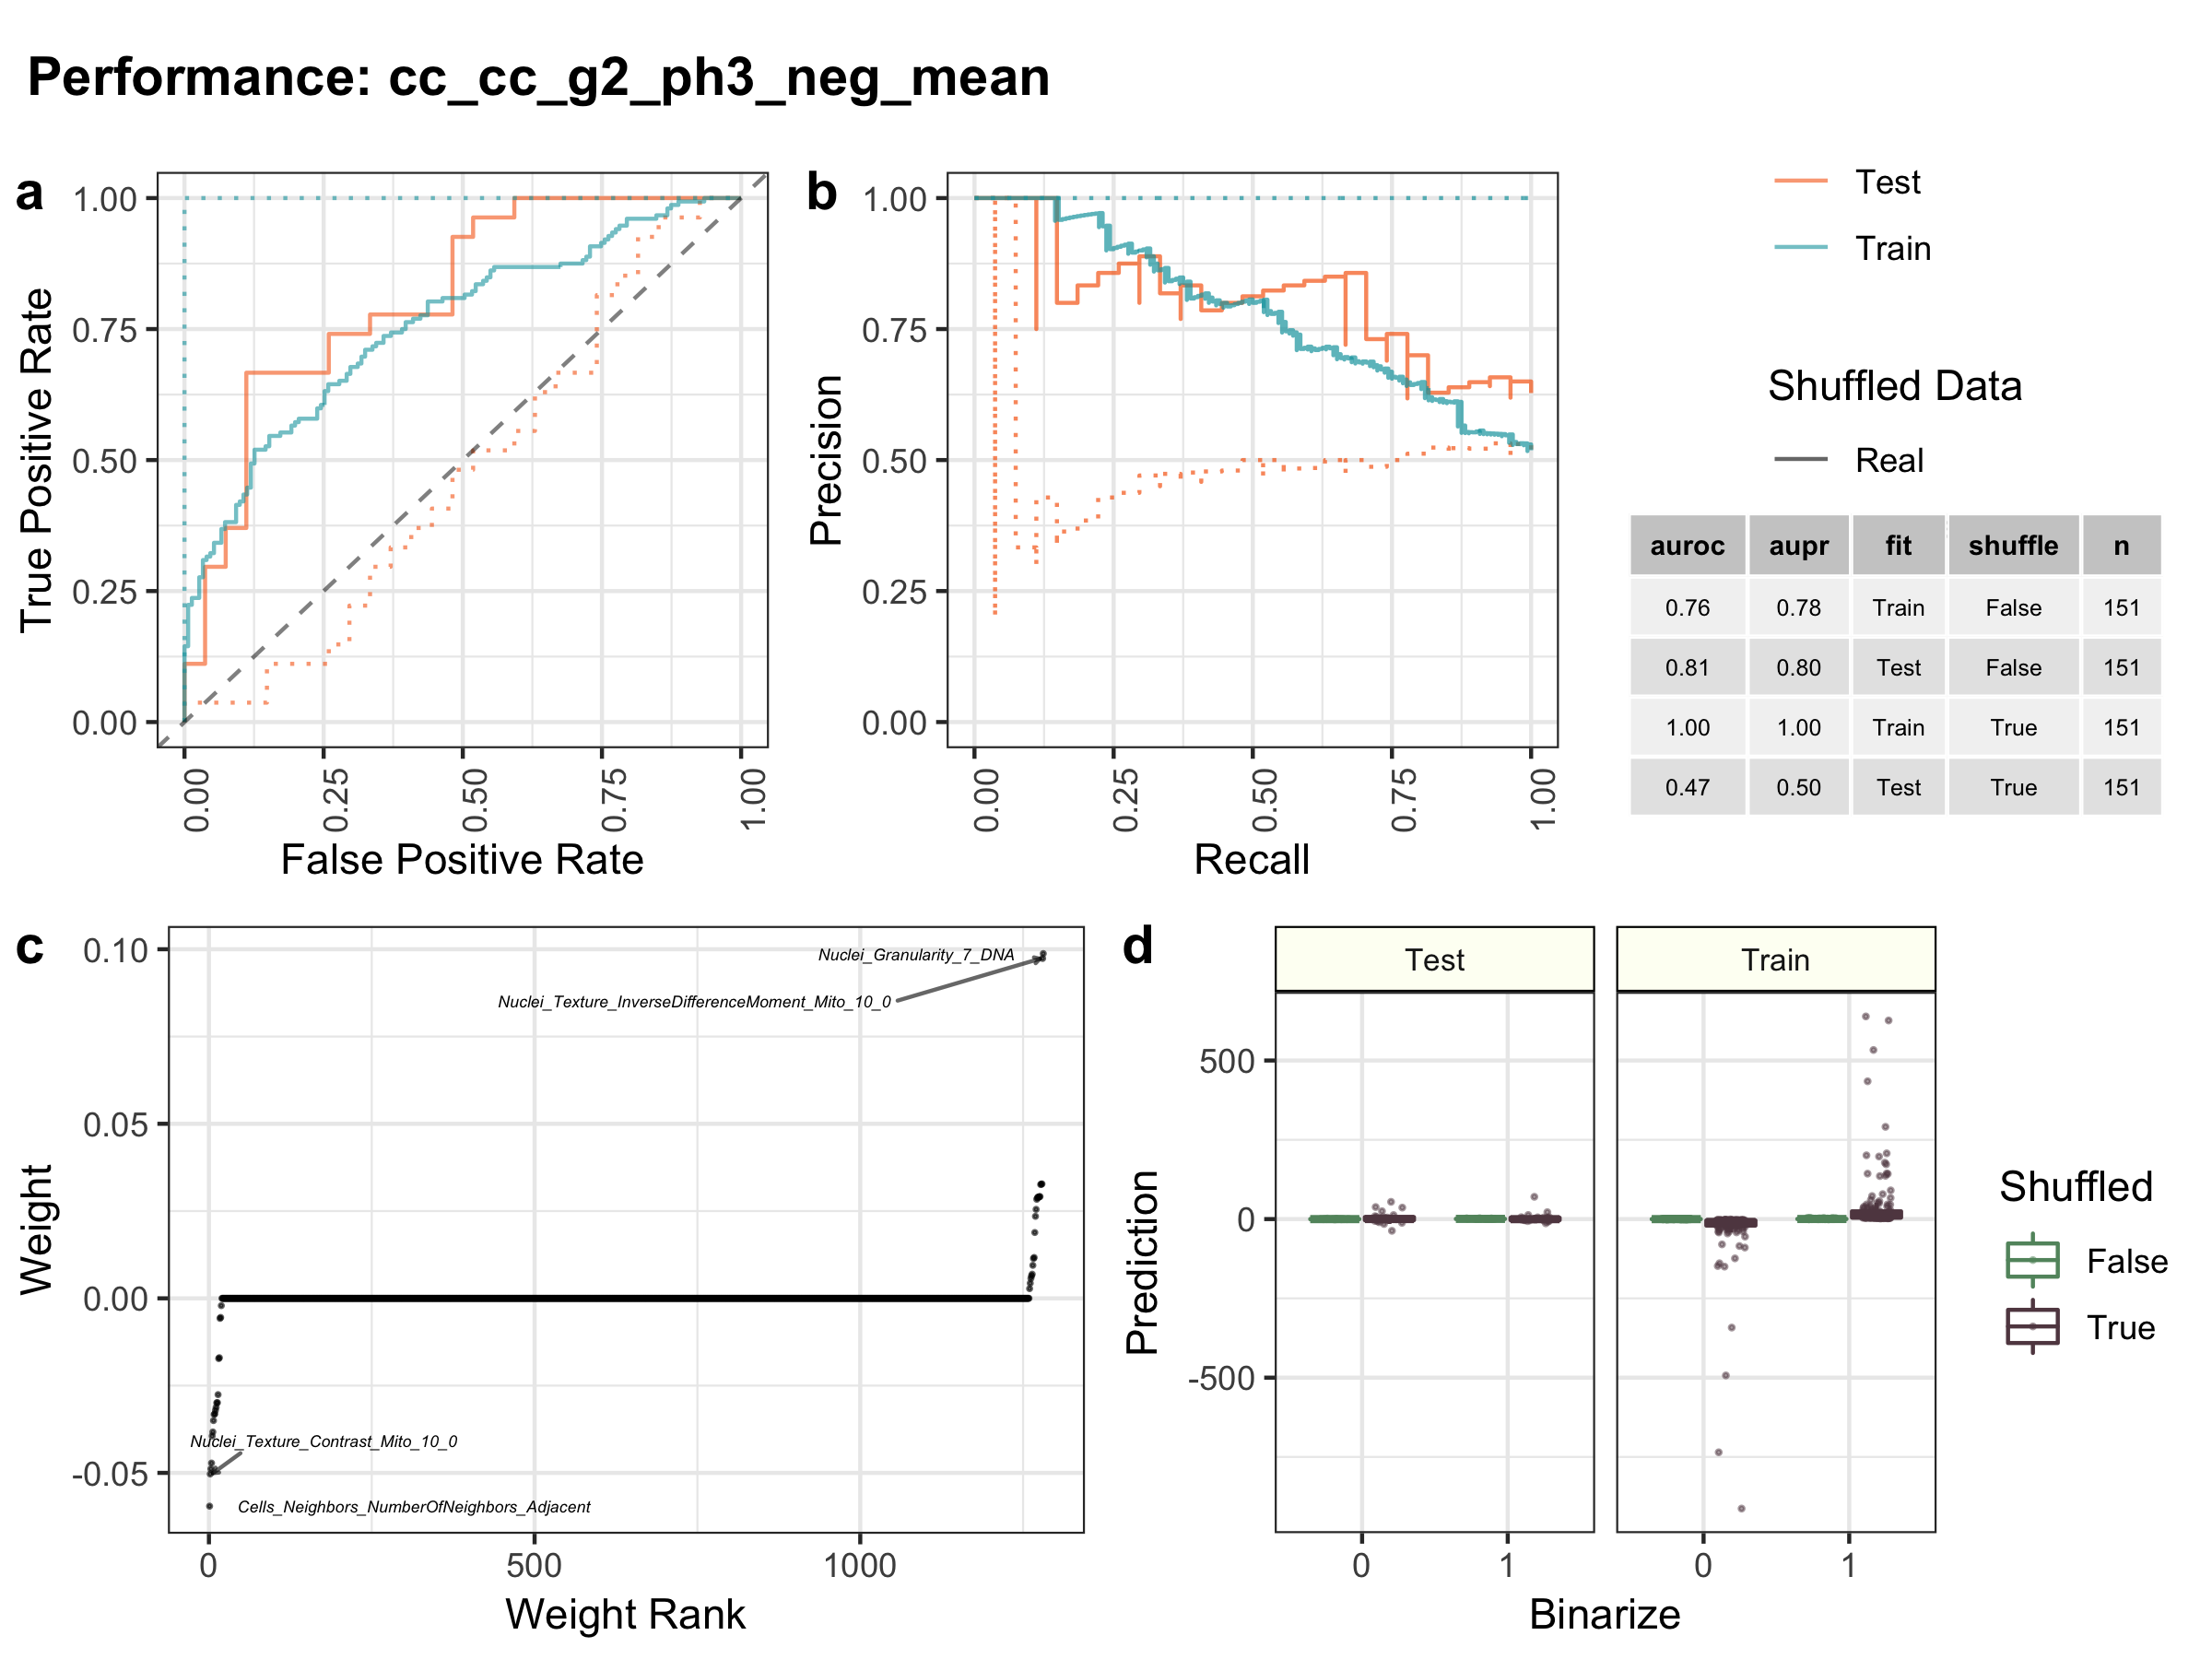 Performance: cc_cc_g2_ph3_neg_mean
a
1.00
0.75
0.50
0.25
0.00
True Positive Rate
0.00
0.25
0.50
0.75
1.00
False Positive Rate
b
1.00
0.75
0.50
0.25
0.00
Precision
0.00
0.25
0.50
0.75
1.00
Recall
Test
Train
Shuffled Data
Real
auroc aupr fit shuffle n
0.76 0.78 Train False 151
0.81 0.80 Test False 151
1.00 1.00 Train True 151
0.47 0.50 Test True 151
c
0.10
0.05
0.00
-0.05
Weight
Nuclei_Granularity_7_DNA
Nuclei_Texture_InverseDifferenceMoment_Mito_10_0
Nuclei_Texture_Contrast_Mito_10_0
Cells_Neighbors_NumberOfNeighbors_Adjacent
0
500
1000
Weight Rank
d
Test
Train
500
0
-500
Prediction
0
1
0
1
Binarize
Shuffled
False
True